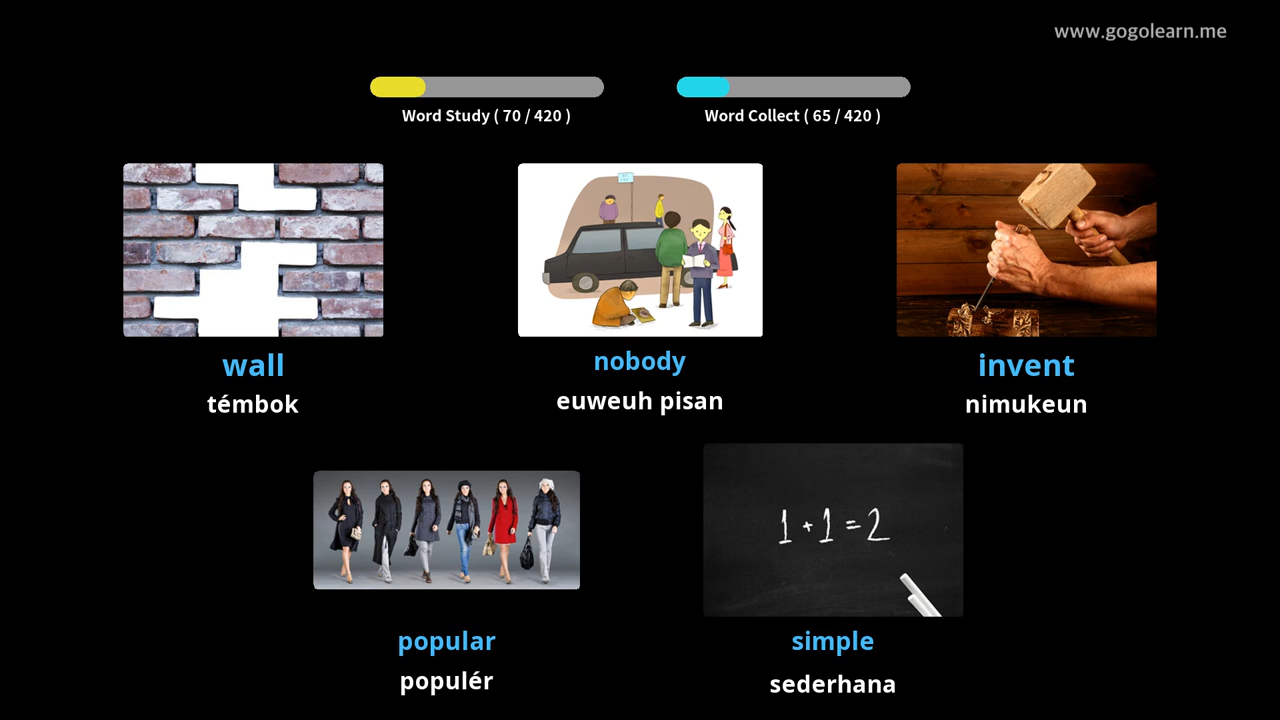 www.gogolearn.me
Word Study ( 70 / 420 )
Word Collect ( 65 / 420 )
wall
témbok
nobody
euweuh pisan
invent
nimukeun
1 + 1 = 2
popular
populér
simple
sederhana